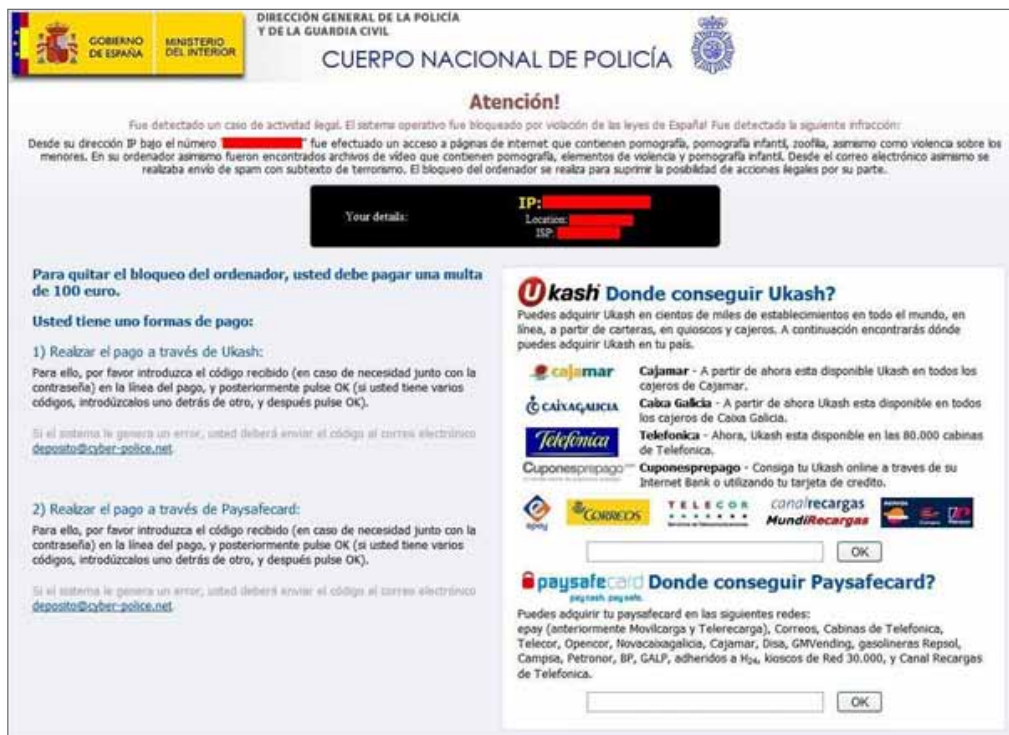 GOBIERNO
DE ESPAÑA
MINISTERIO
DEL INTERIOR
DIRECCIÓN GENERAL DE LA POLICÍA
Y DE LA GUARDIA CIVIL
CUERPO NACIONAL DE POLICÍA
Atención!
Fue detectado un caso de actividad ilegal. El sistema operativo fue bloqueado por violación de las leyes de España! Fue detectada la siguiente infracción:
Desde su dirección IP bajo el número " fue efectuado un acceso a páginas de internet que contienen pornografía, pornografía infantil, zoofilia, asimismo como violencia sobre los
menores. En su ordenador asimismo fueron encontrados archivos de vídeo que contienen pornografía, elementos de violencia y pornografía infantil. Desde el correo electrónico asimismo se
realizaba envío de spam con subtexto de terrorismo. El bloqueo del ordenador se realiza para suprimir la posibilidad de acciones ilegales por su parte.
Your details:
IP:
Location:
ISP:
Para quitar el bloqueo del ordenador, usted debe pagar una multa
de 100 euro.
Usted tiene uno formas de pago:
1) Realizar el pago a través de Ukash:
Para ello, por favor introduzca el código recibido (en caso de necesidad junto con la
contraseña) en la línea del pago, y posteriormente pulse OK (si usted tiene varios
códigos, introdúzcalos uno detrás de otro, y después pulse OK).
Si el sistema le genera un error, usted deberá enviar el código al correo electrónico
deposito@cyber-police.net.
2) Realizar el pago a través de Paysafecard:
Para ello, por favor introduzca el código recibido (en caso de necesidad junto con la
contraseña) en la línea del pago, y posteriormente pulse OK (si usted tiene varios
códigos, introdúzcalos uno detrás de otro, y después pulse OK).
Si el sistema le genera un error, usted deberá enviar el código al correo electrónico
deposito@cyber-police.net.
Ukash Donde conseguir Ukash?
Puedes adquirir Ukash en cientos de miles de establecimientos en todo el mundo, en
línea, a partir de carteras, en quioscos y cajeros. A continuación encontrarás dónde
puedes adquirir Ukash en tu país.
cajamar
Cajamar - A partir de ahora esta disponible Ukash en todos los
cajeros de Cajamar.
CAIXAGALICIA
Caixa Galicia - A partir de ahora Ukash esta disponible en todos
los cajeros de Caixa Galicia.
Telefónica
Telefonica - Ahora, Ukash esta disponible en las 80.000 cabinas
de Telefonica.
Cuponesprepago
Cuponesprepago - Consiga tu Ukash online a traves de su
Internet Bank o utilizando tu tarjeta de credito.
epay
CORREOS
TELECOR
canalrecargas
MundiRecargas
OK
paysafecard Donde conseguir Paysafecard?
pay cash. pay safe.
Puedes adquirir tu paysafecard en las siguientes redes:
epay (anteriormente Movilcarga y Telerecarga), Correos, Cabinas de Telefonica,
Telecor, Opencor, Novacaixagalicia, Cajamar, Disa, GMVending, gasolineras Repsol,
Campsa, Petronor, BP, GALP, adheridos a H24, kioscos de Red 30.000, y Canal Recargas
de Telefonica.
OK